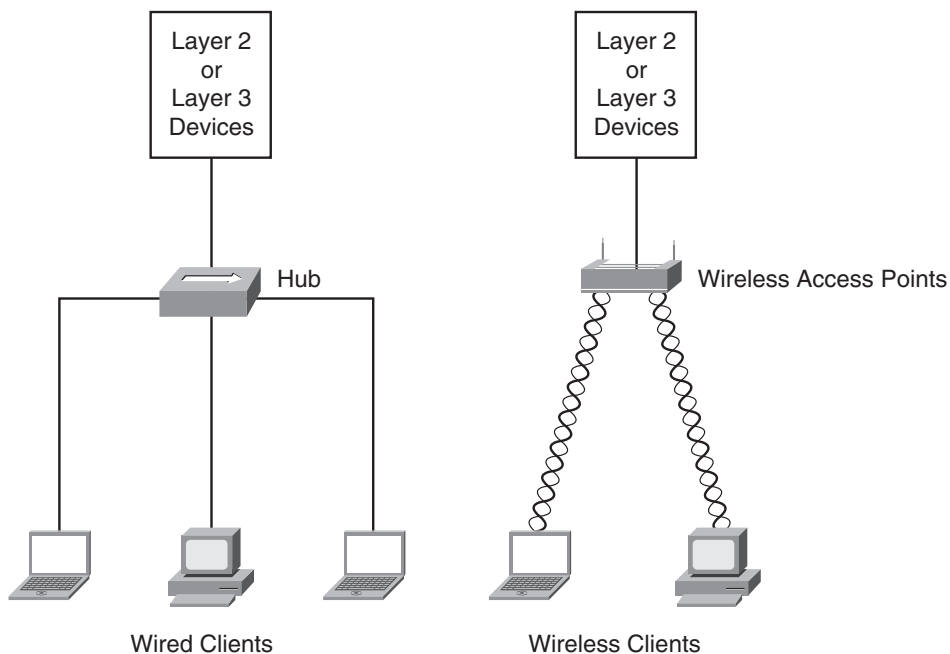 Layer 2
or
Layer 3
Devices
Hub
Wired Clients
Layer 2
or
Layer 3
Devices
Wireless Access Points
Wireless Clients